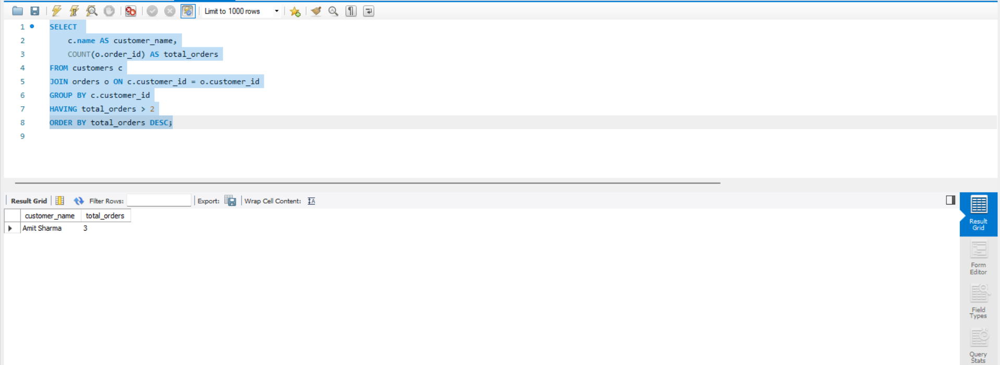 Limit to 1000 rows
1 SELECT
2 c.name AS customer_name,
3 COUNT(o.order_id) AS total_orders
4 FROM customers c
5 JOIN orders o ON c.customer_id = o.customer_id
6 GROUP BY c.customer_id
7 HAVING total_orders > 2
8 ORDER BY total_orders DESC;
9
Result Grid Filter Rows: Export: Wrap Cell Content:
customer_name total_orders
Amit Sharma 3
Result
Grid
Form
Editor
Field
Types
Query
Stats